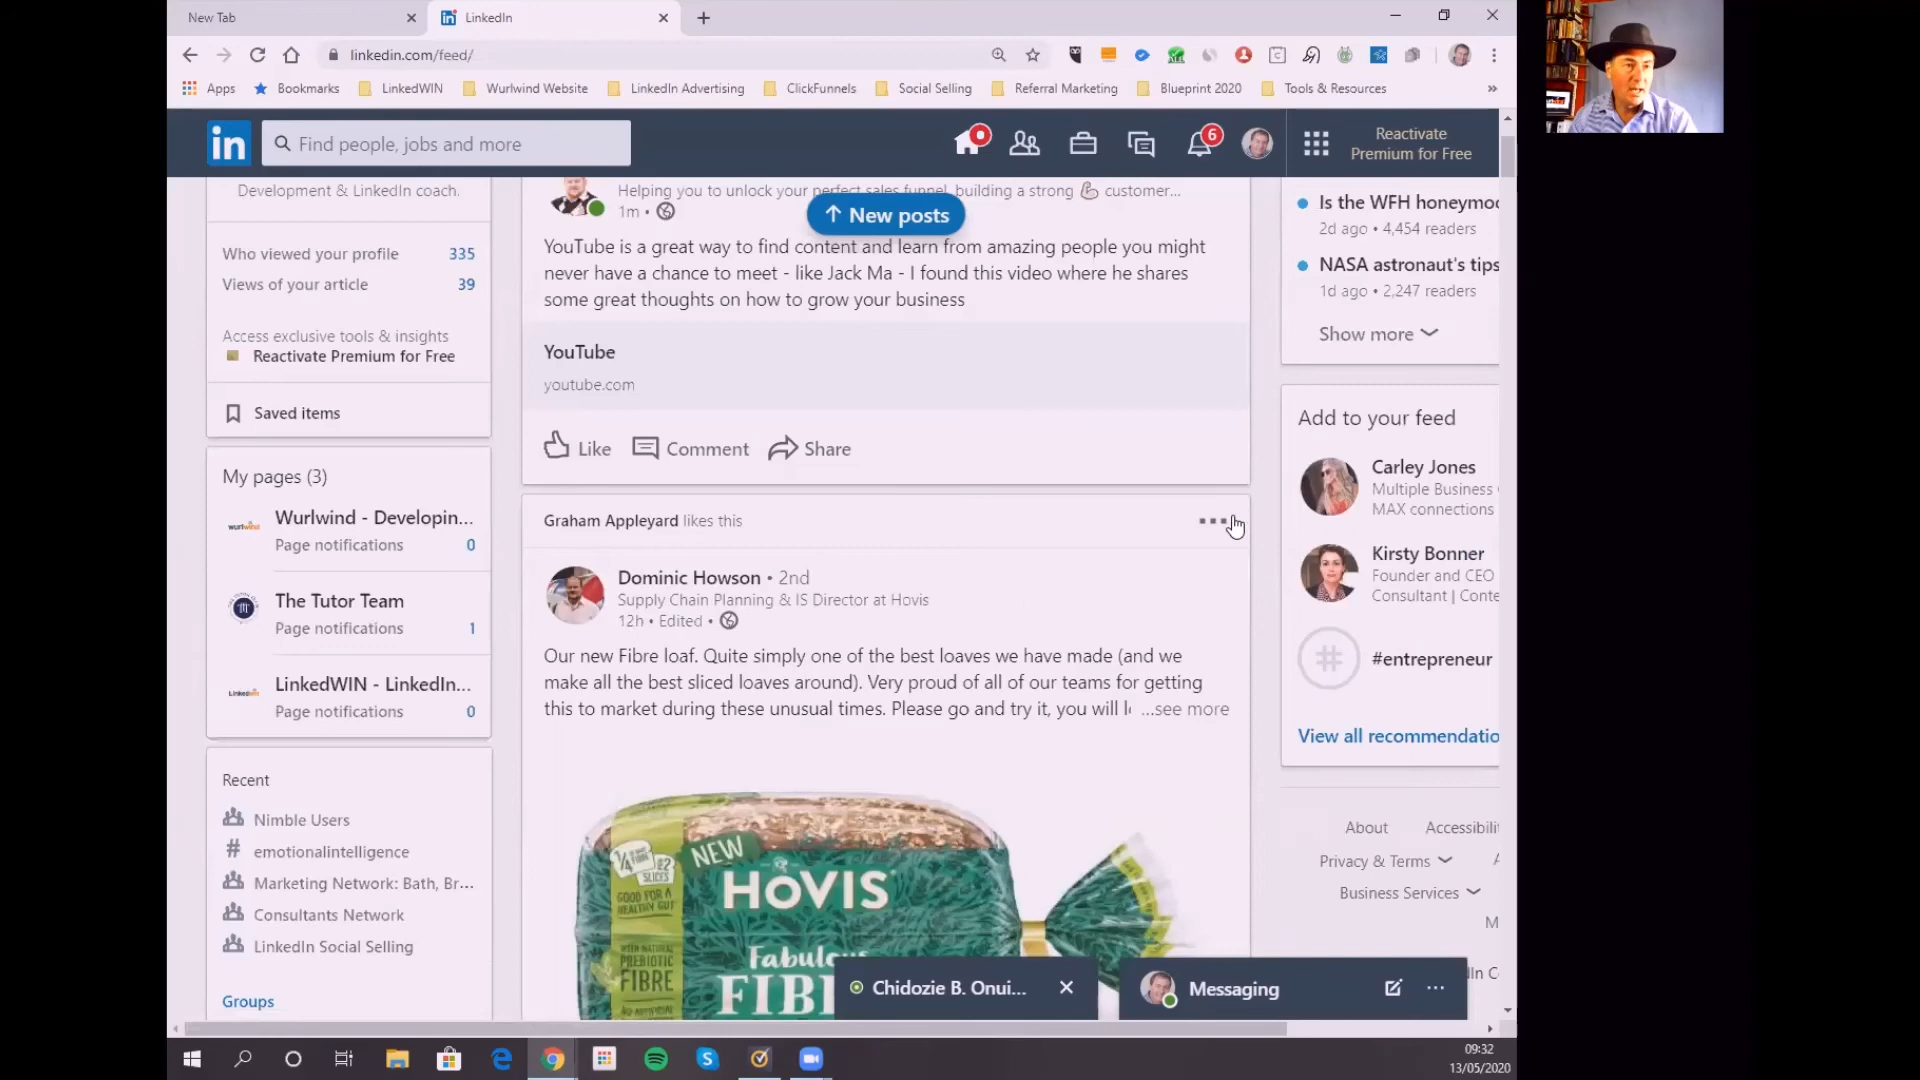 New Tab
LinkedIn
linkedin.com/feed/
Apps
Bookmarks
LinkedWIN
Wurlwind Website
LinkedIn Advertising
ClickFunnels
Social Selling
Referral Marketing
Blueprint 2020
Tools & Resources
»
in
Find people, jobs and more
6
Reactivate
Premium for Free
Development & LinkedIn coach.
Who viewed your profile 335
Views of your article 39
Access exclusive tools & insights
Reactivate Premium for Free
Saved items
My pages (3)
Wurlwind - Developin...
Page notifications 0
The Tutor Team
Page notifications 1
LinkedWIN - LinkedIn...
Page notifications 0
Recent
Nimble Users
# emotionalintelligence
Marketing Network: Bath, Br...
Consultants Network
LinkedIn Social Selling
Groups
Helping you to unlock your perfect sales funnel, building a strong 💪 customer...
1m •
↑ New posts
YouTube is a great way to find content and learn from amazing people you might
never have a chance to meet - like Jack Ma - I found this video where he shares
some great thoughts on how to grow your business
YouTube
youtube.com
Like Comment Share
Graham Appleyard likes this
Dominic Howson • 2nd
Supply Chain Planning & IS Director at Hovis
12h • Edited •
Our new Fibre loaf. Quite simply one of the best loaves we have made (and we
make all the best sliced loaves around). Very proud of all of our teams for getting
this to market during these unusual times. Please go and try it, you will ...see more
NEW
HOVIS
1/4
SLICES
GOOD FOR A
HEALTHY GUT
WITH NATURAL
PREBIOTIC
FIBRE
Fabulous
FIB
Is the WFH honeymoo
2d ago • 4,454 readers
NASA astronaut's tips
1d ago • 2,247 readers
Show more
Add to your feed
Carley Jones
Multiple Business
MAX connections
Kirsty Bonner
Founder and CEO
Consultant | Conte
# #entrepreneur
View all recommendatio
About Accessibili
Privacy & Terms
Business Services
Chidozie B. Onui...
Messaging
09:32
13/05/2020